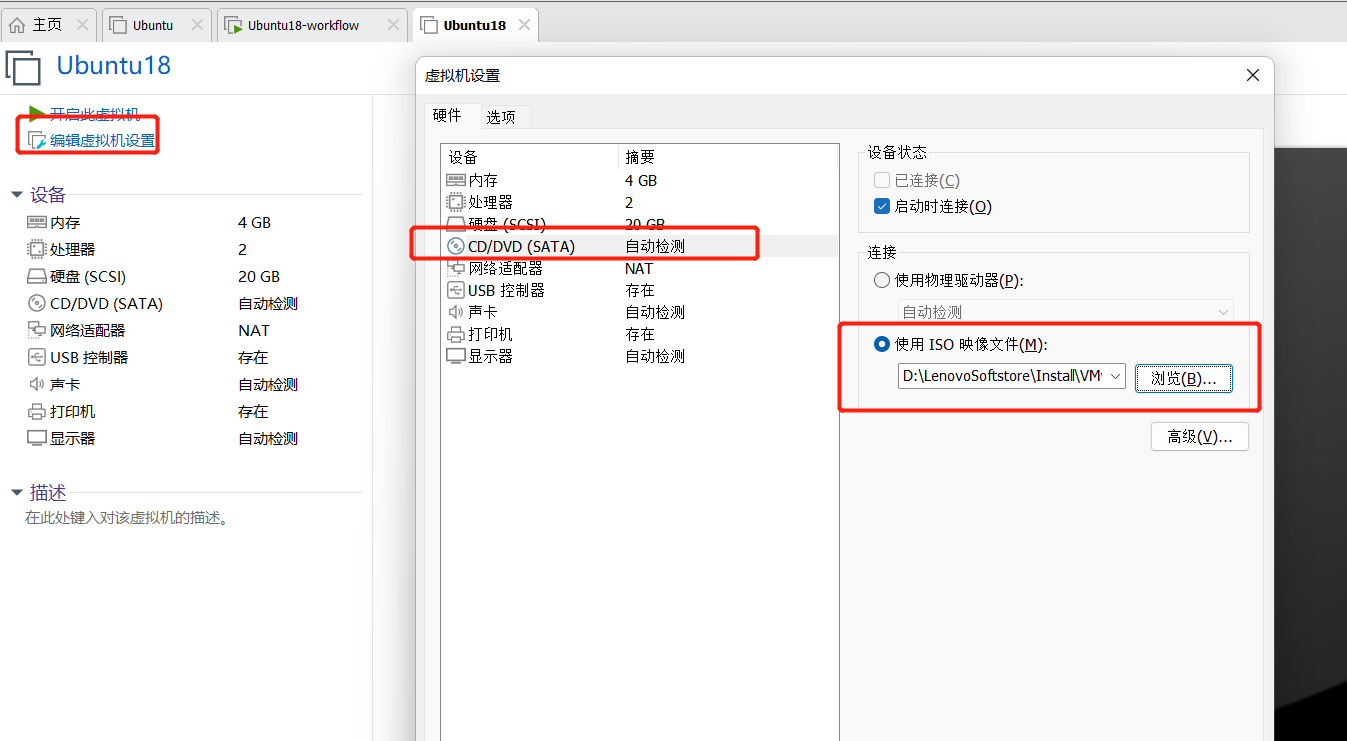 主页
Ubuntu
Ubuntu18-workflow
Ubuntu18
Ubuntu18
开启此虚拟机
编辑虚拟机设置
设备
内存 4 GB
处理器 2
硬盘 (SCSI) 20 GB
CD/DVD (SATA) 自动检测
网络适配器 NAT
USB 控制器 存在
声卡 自动检测
打印机 存在
显示器 自动检测
描述
在此处键入对该虚拟机的描述。
虚拟机设置
硬件
选项
设备 摘要
内存 4 GB
处理器 2
硬盘 (SCSI) 20 GB
CD/DVD (SATA) 自动检测
网络适配器 NAT
USB 控制器 存在
声卡 自动检测
打印机 存在
显示器 自动检测
设备状态
已连接(C)
启动时连接(O)
连接
使用物理驱动器(P):
自动检测
使用 ISO 映像文件(M):
D:\LenovoSoftstore\Install\VM
浏览(B)...
高级(V)...